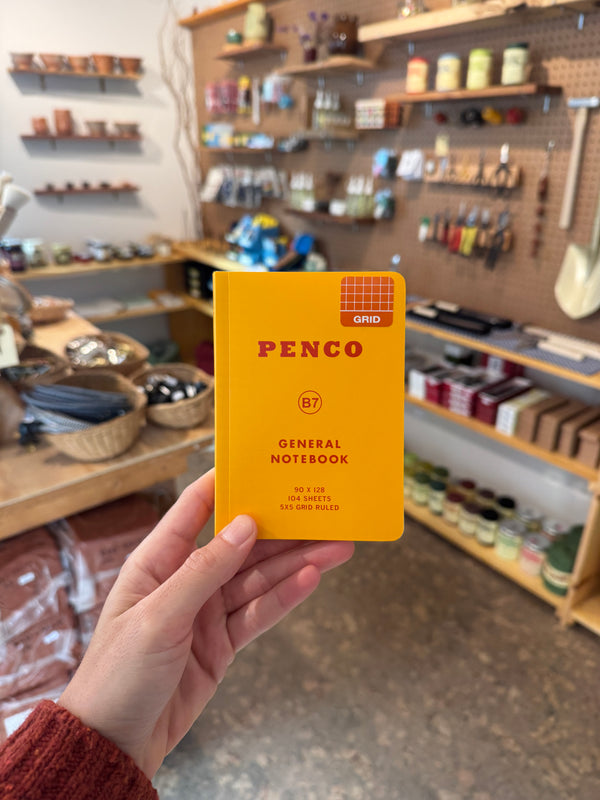 GRID
PENCO
B7
GENERAL
NOTEBOOK
90 X 128
104 SHEETS
5X5 GRID RULED